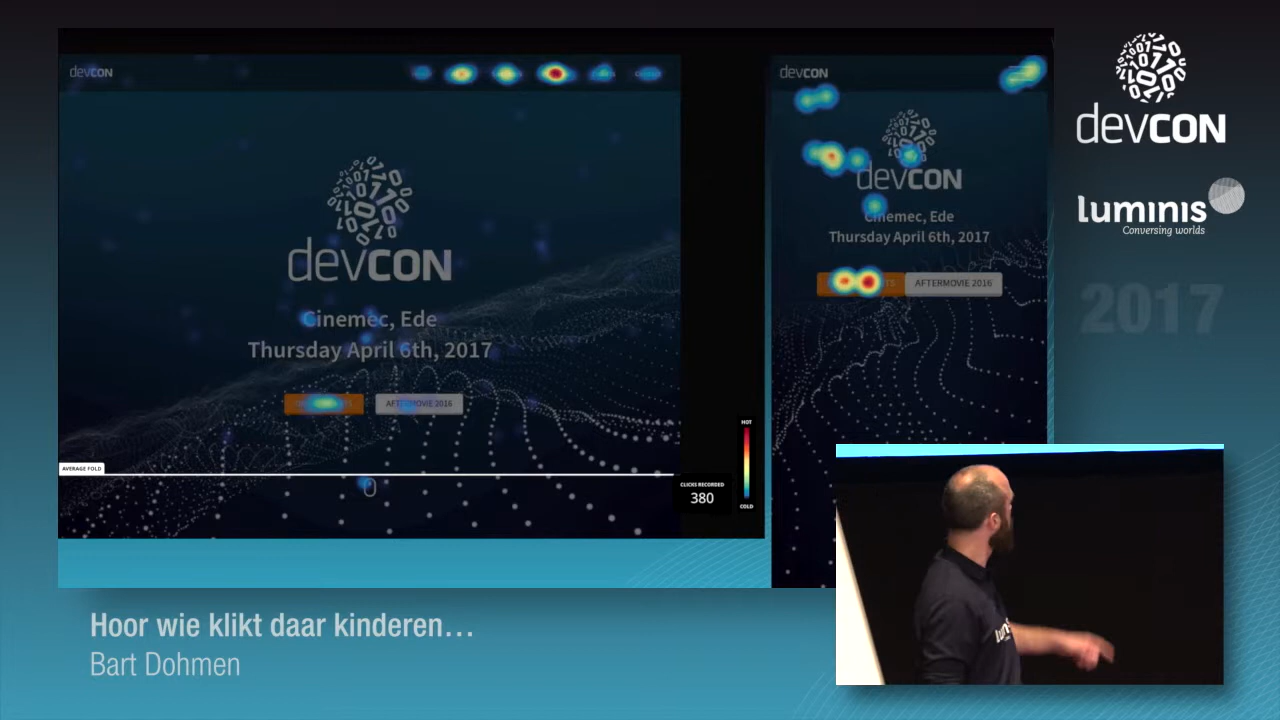 devCON
devCON
Cinemec, Ede
Thursday April 6th, 2017
AFTERMOVIE 2016
AVERAGE FOLD
CLICKS RECORDED
380
HOT
COLD
devCON
devCON
Cinemec, Ede
Thursday April 6th, 2017
AFTERMOVIE 2016
devCON
luminis
Conversing worlds
2017
Hoor wie klikt daar kinderen...
Bart Dohmen